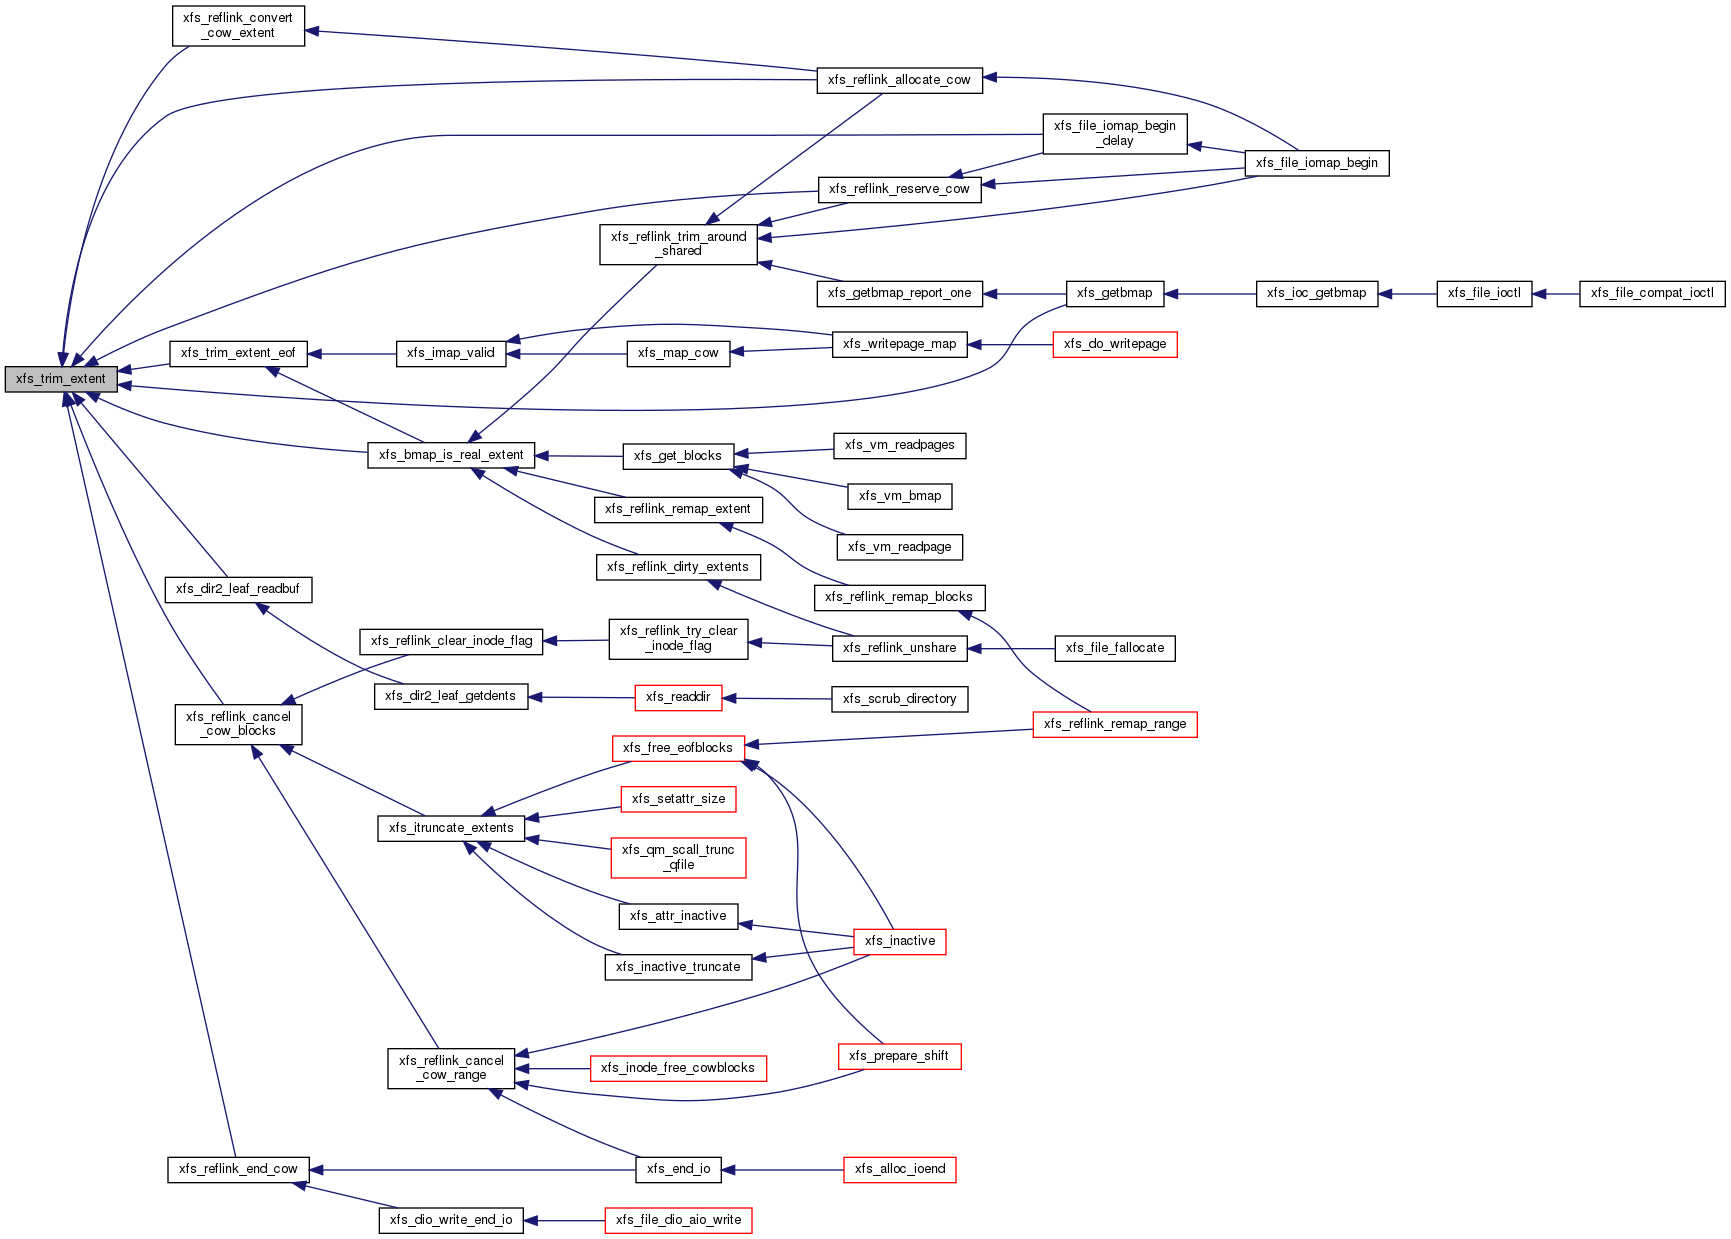 xfs_reflink_convert
_cow_extent
xfs_reflink_allocate_cow
xfs_file_iomap_begin
_delay
xfs_file_iomap_begin
xfs_reflink_reserve_cow
xfs_reflink_trim_around
_shared
xfs_getbmap_report_one
xfs_getbmap
xfs_ioc_getbmap
xfs_file_ioctl
xfs_file_compat_ioctl
xfs_trim_extent_eof
xfs_imap_valid
xfs_map_cow
xfs_writepage_map
xfs_do_writepage
xfs_trim_extent
xfs_bmap_is_real_extent
xfs_get_blocks
xfs_vm_readpages
xfs_vm_bmap
xfs_reflink_remap_extent
xfs_vm_readpage
xfs_reflink_dirty_extents
xfs_dir2_leaf_readbuf
xfs_reflink_remap_blocks
xfs_reflink_clear_inode_flag
xfs_reflink_try_clear
_inode_flag
xfs_reflink_unshare
xfs_file_fallocate
xfs_dir2_leaf_getdents
xfs_readdir
xfs_scrub_directory
xfs_reflink_cancel
_cow_blocks
xfs_reflink_remap_range
xfs_free_eofblocks
xfs_setattr_size
xfs_itruncate_extents
xfs_qm_scall_trunc
_qfile
xfs_attr_inactive
xfs_inactive
xfs_inactive_truncate
xfs_reflink_cancel
_cow_range
xfs_inode_free_cowblocks
xfs_prepare_shift
xfs_reflink_end_cow
xfs_end_io
xfs_alloc_ioend
xfs_dio_write_end_io
xfs_file_dio_aio_write